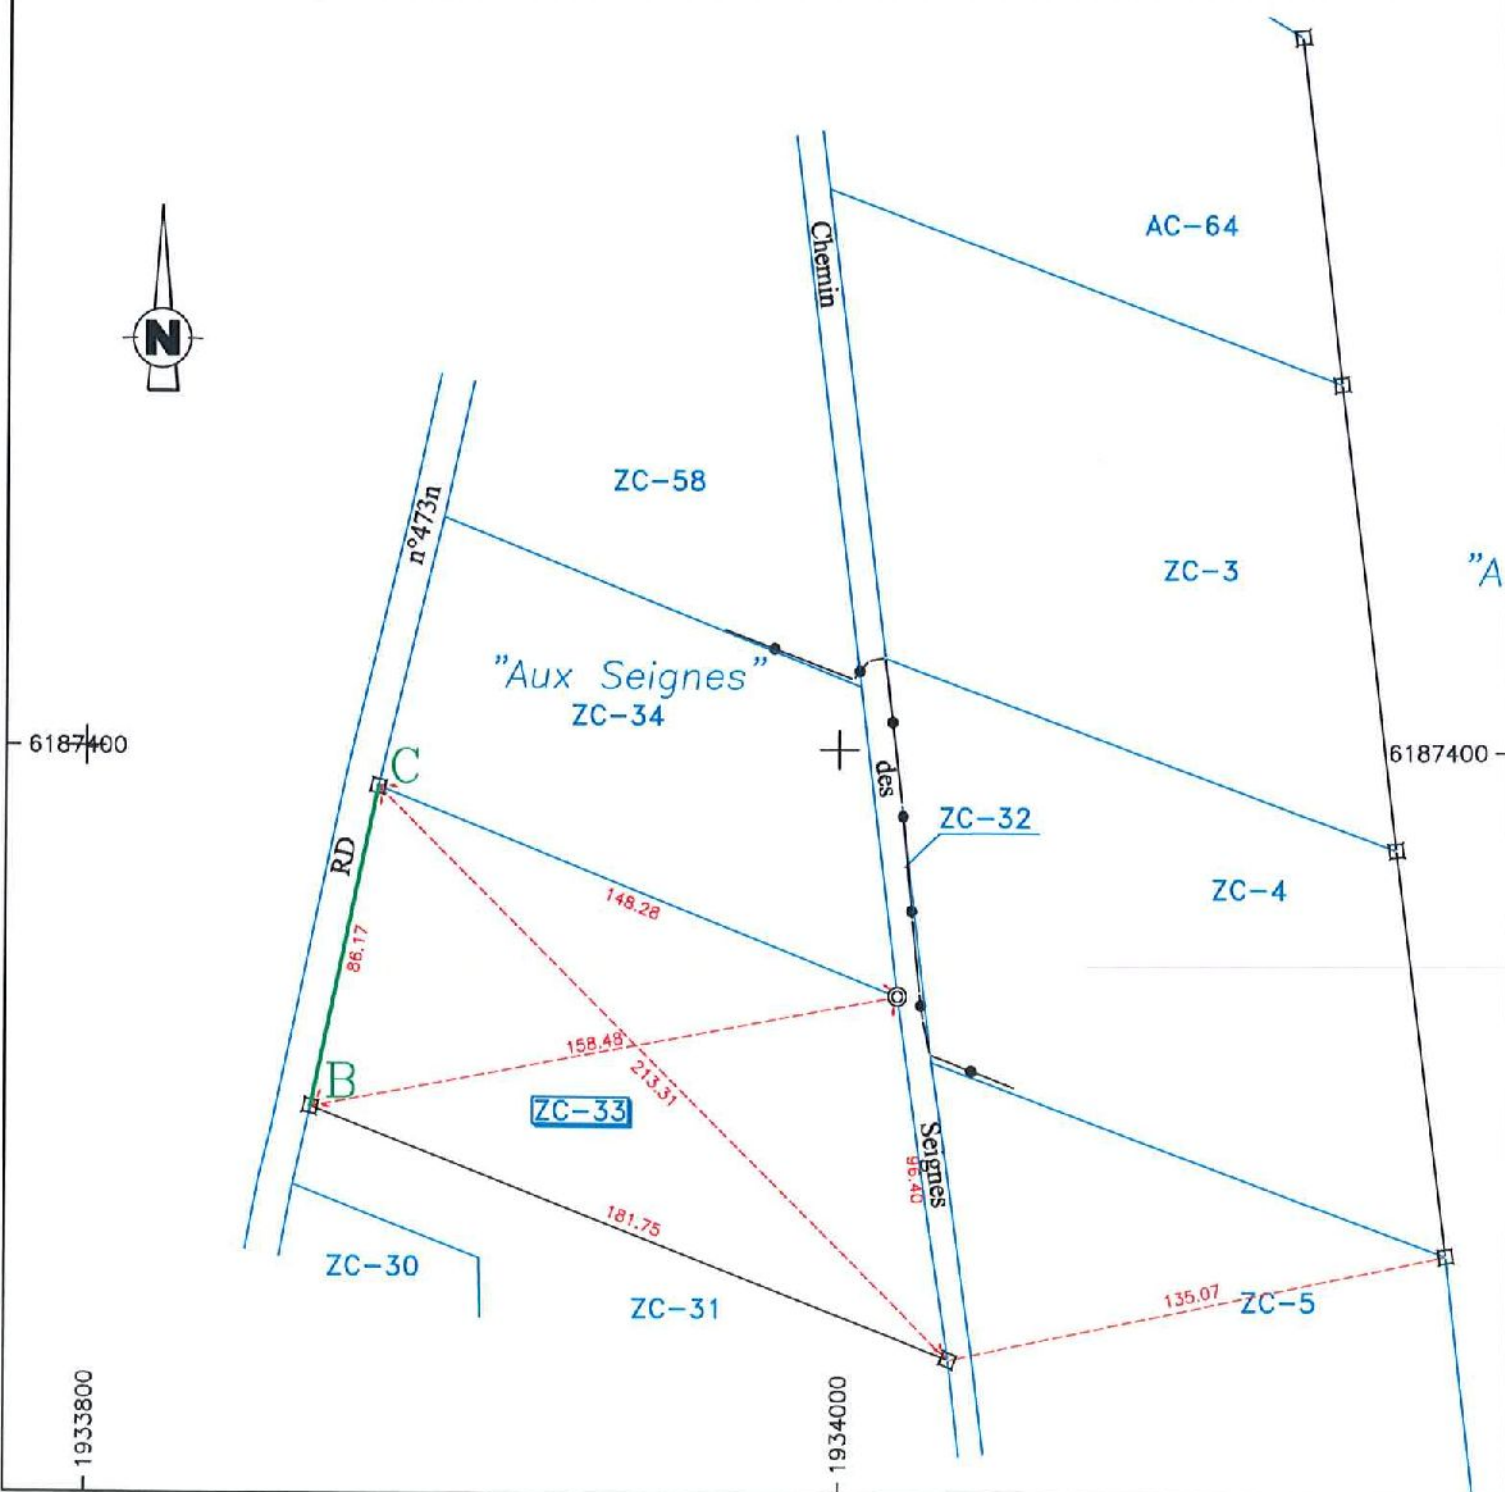 AC-64
Chemin
N
ZC-58
n°473n
ZC-3
"A
"Aux Seignes"
ZC-34
6187400
C
6187400
des
ZC-32
RD
ZC-4
148.28
86.17
158.48
B
213.31
ZC-33
Seignes
96.40
181.75
ZC-30
ZC-31
135.07
ZC-5
1933800
1934000